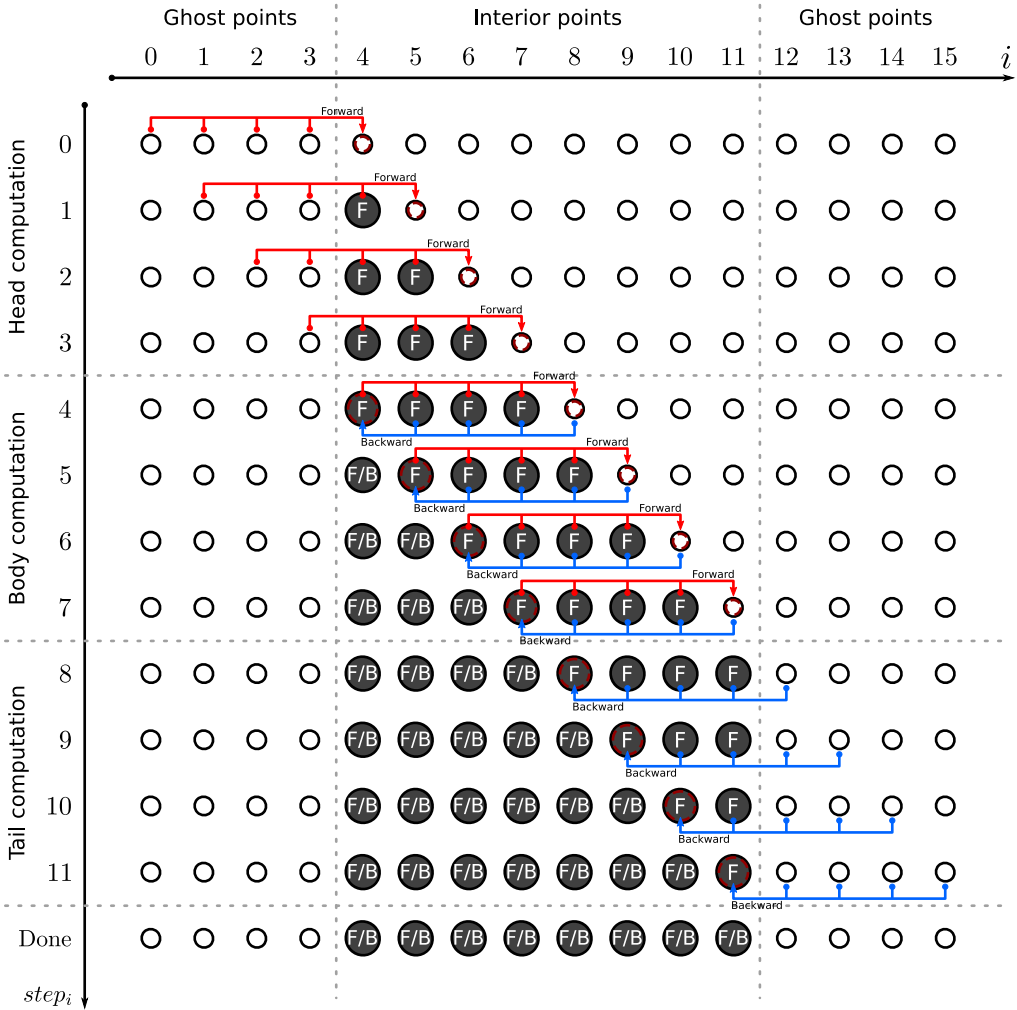 Ghost points Interior points Ghost points
0 1 2 3 4 5 6 7 8 9 10 11 12 13 14 15 i
Head computation
Forward
0
Forward
1 F
Forward
2 F F
Forward
3 F F F
Body computation
Forward
4 F F F F
Backward
Forward
5 F/B F F F F
Backward
Forward
6 F/B F/B F F F F
Backward
Forward
7 F/B F/B F/B F F F F
Backward
Tail computation
8 F/B F/B F/B F/B F F F F
Backward
9 F/B F/B F/B F/B F/B F F F
Backward
10 F/B F/B F/B F/B F/B F/B F F
Backward
11 F/B F/B F/B F/B F/B F/B F/B F
Backward
Done F/B F/B F/B F/B F/B F/B F/B F/B
step_i